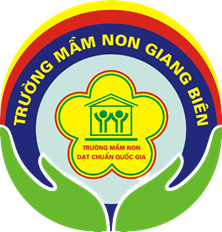 TRƯỜNG MẦM NON GIANG BIÊN
TRƯỜNG MẦM NON
ĐẠT CHUẨN QUỐC GIA